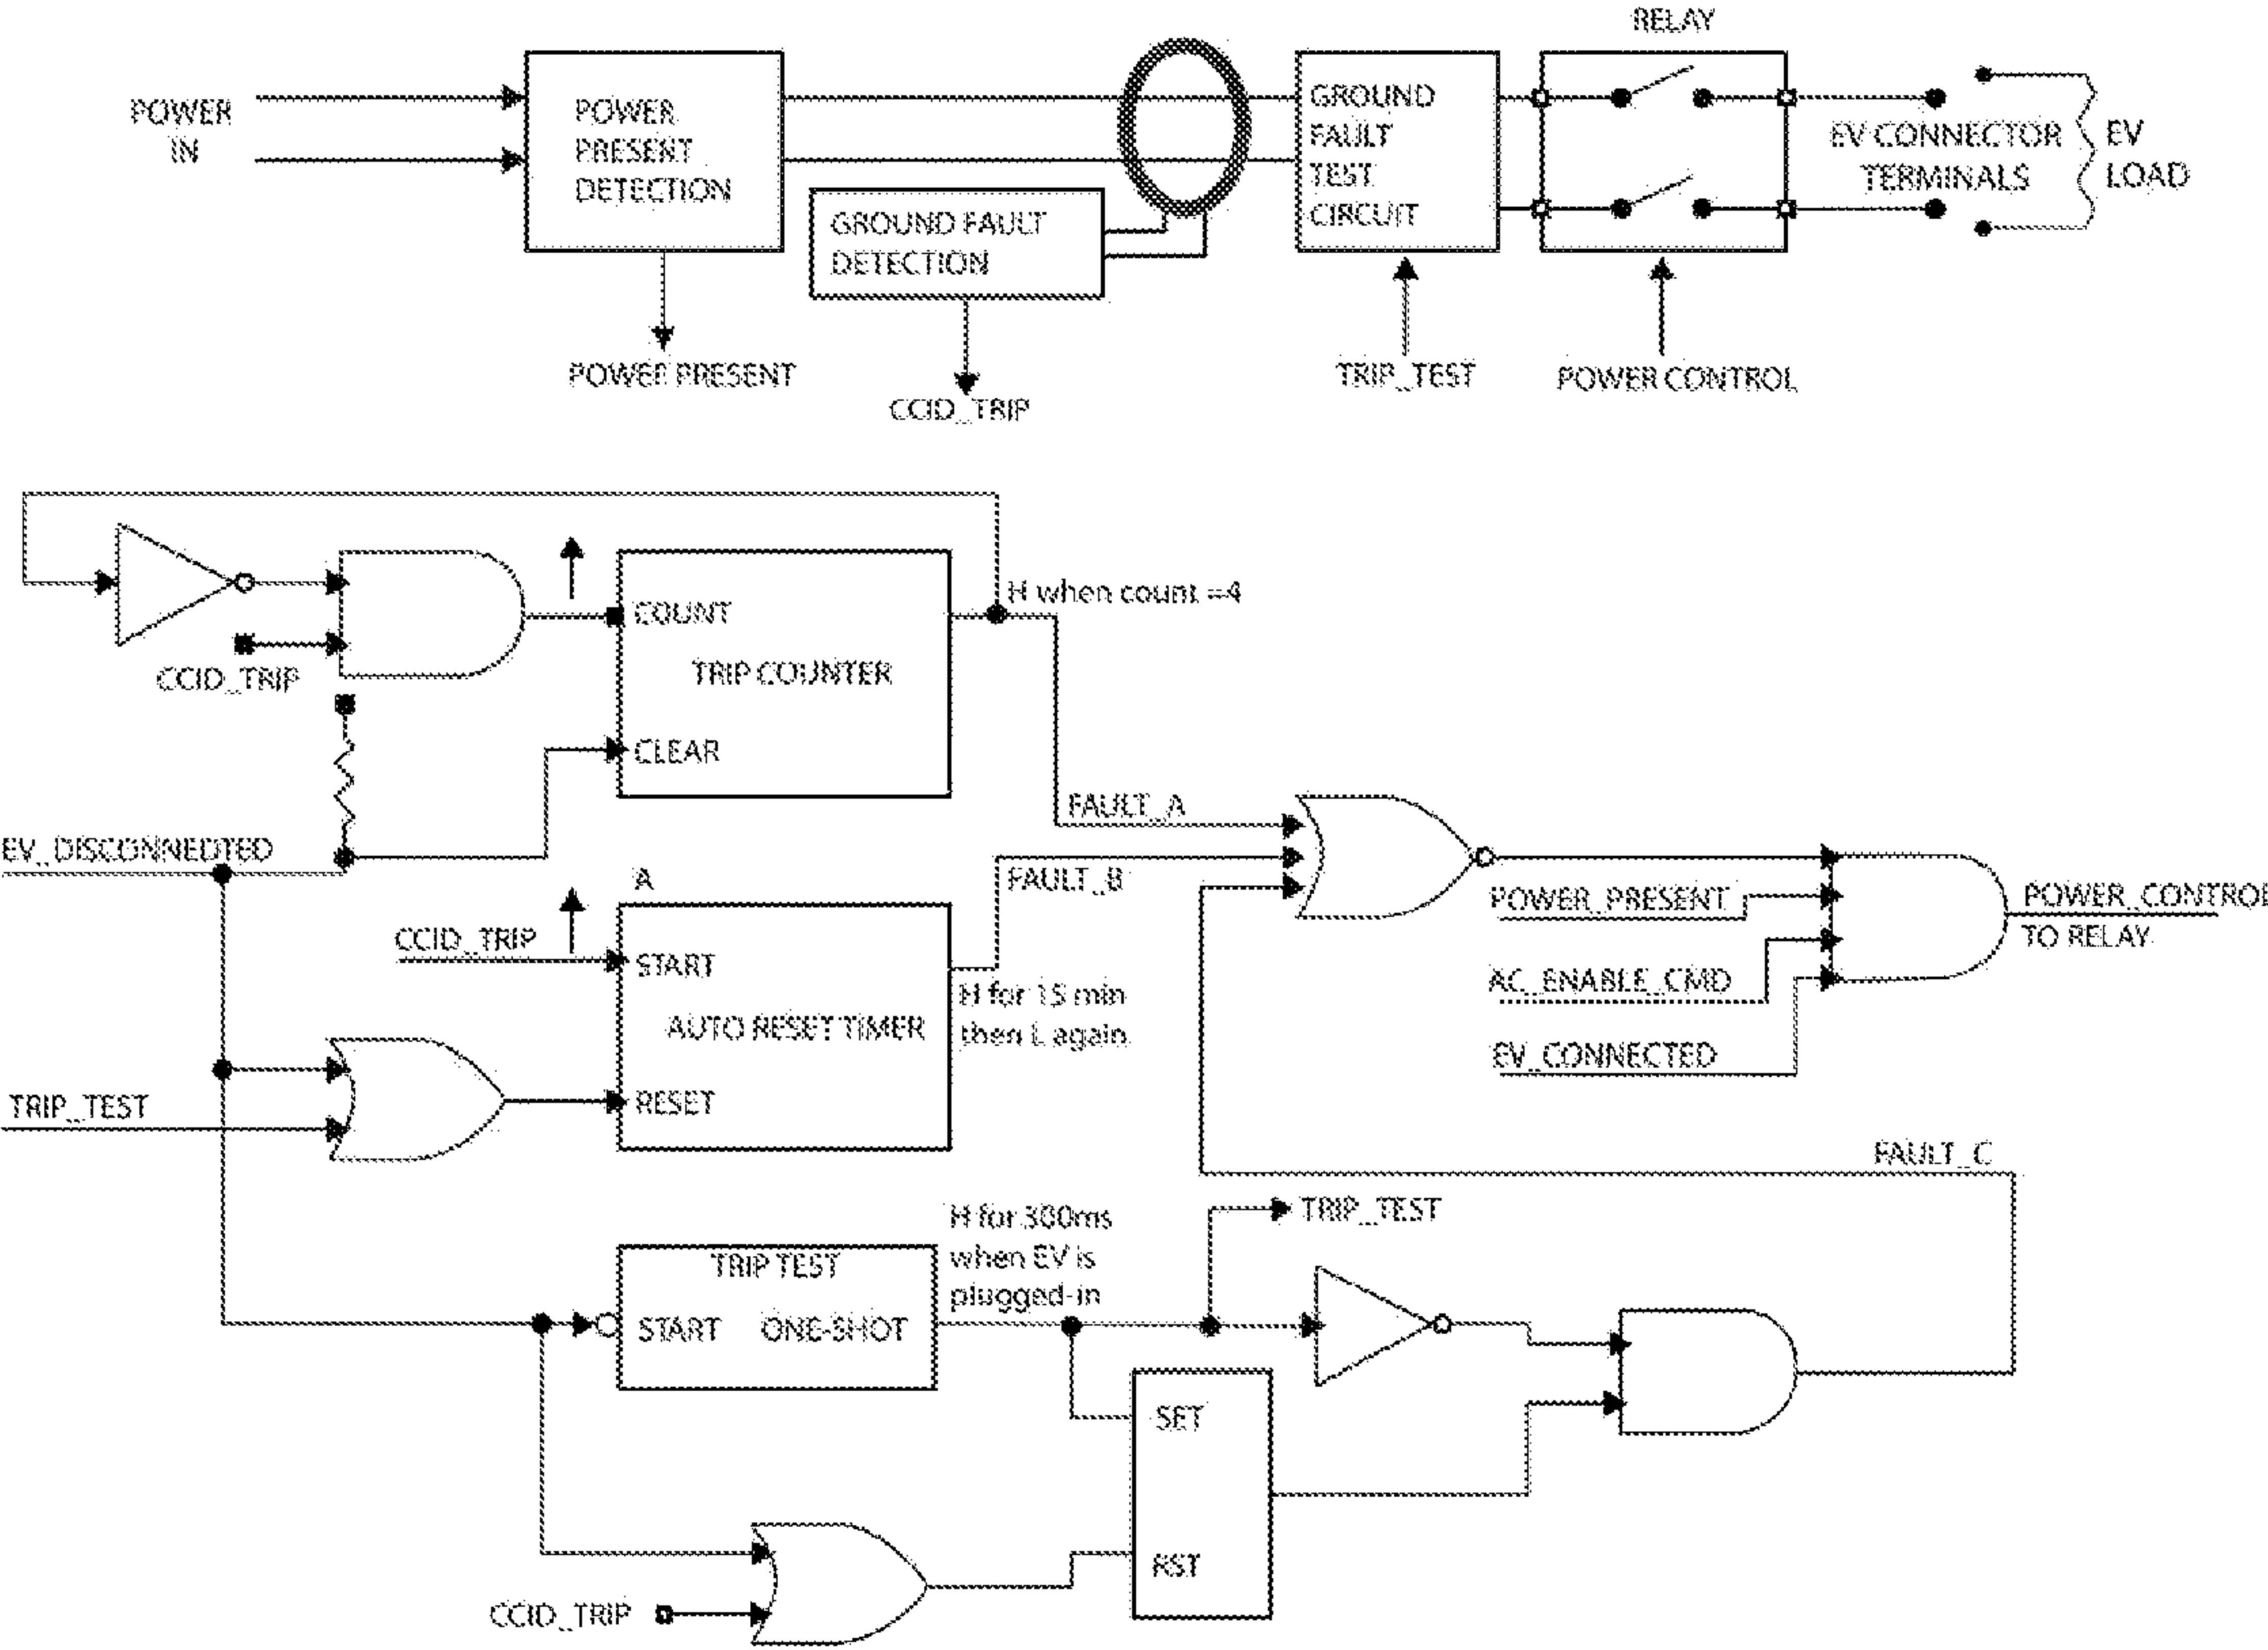 RELAY
POWER
IN
POWER
PRESENT
DETECTION
GROUND
FAULT
TEST
CIRCUIT
EV CONNECTOR
TERMINALS
EV
LOAD
GROUND FAULT
DETECTION
POWER PRESENT
CCID_TRIP
TRIP_TEST
POWER CONTROL
H when count =4
COUNT
TRIP COUNTER
CCID_TRIP
CLEAR
FAULT_A
EV_DISCONNEDTED
A
FAULT_B
CCID_TRIP
START
H for 15 min
then L again
AUTO RESET TIMER
RESET
TRIP_TEST
POWER_PRESENT
AC_ENABLE_CMD
EV_CONNECTED
POWER_CONTROL
TO RELAY
FAULT_C
H for 300ms
when EV is
plugged-in
TRIP_TEST
TRIP TEST
START ONE-SHOT
SET
RST
CCID_TRIP